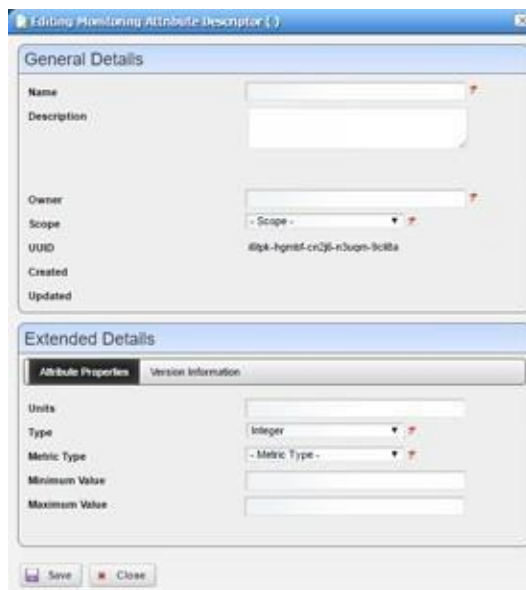 Editing Monitoring Attribute Descriptor ( )
General Details
Name
Description
Owner
Scope
- Scope -
UUID
Created
Updated
Extended Details
Attribute Properties
Version Information
Units
Type
Integer
Metric Type
- Metric Type -
Minimum Value
Maximum Value
Save
Close